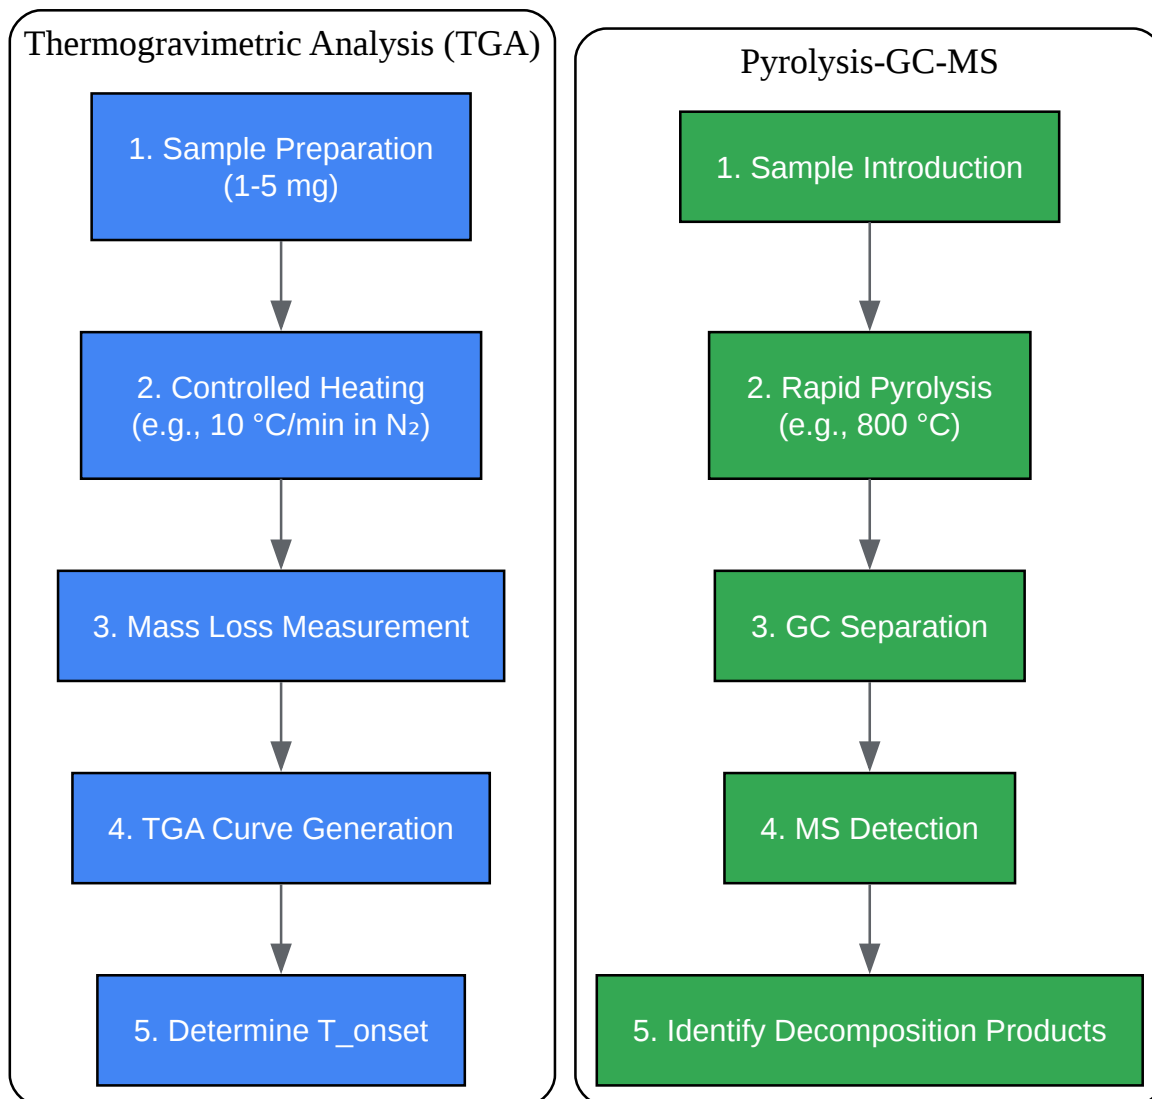 Thermogravimetric Analysis (TGA)
1. Sample Preparation
(1-5 mg)
2. Controlled Heating
(e.g., 10 °C/min in N₂)
3. Mass Loss Measurement
4. TGA Curve Generation
5. Determine T_onset
Pyrolysis-GC-MS
1. Sample Introduction
2. Rapid Pyrolysis
(e.g., 800 °C)
3. GC Separation
4. MS Detection
5. Identify Decomposition Products